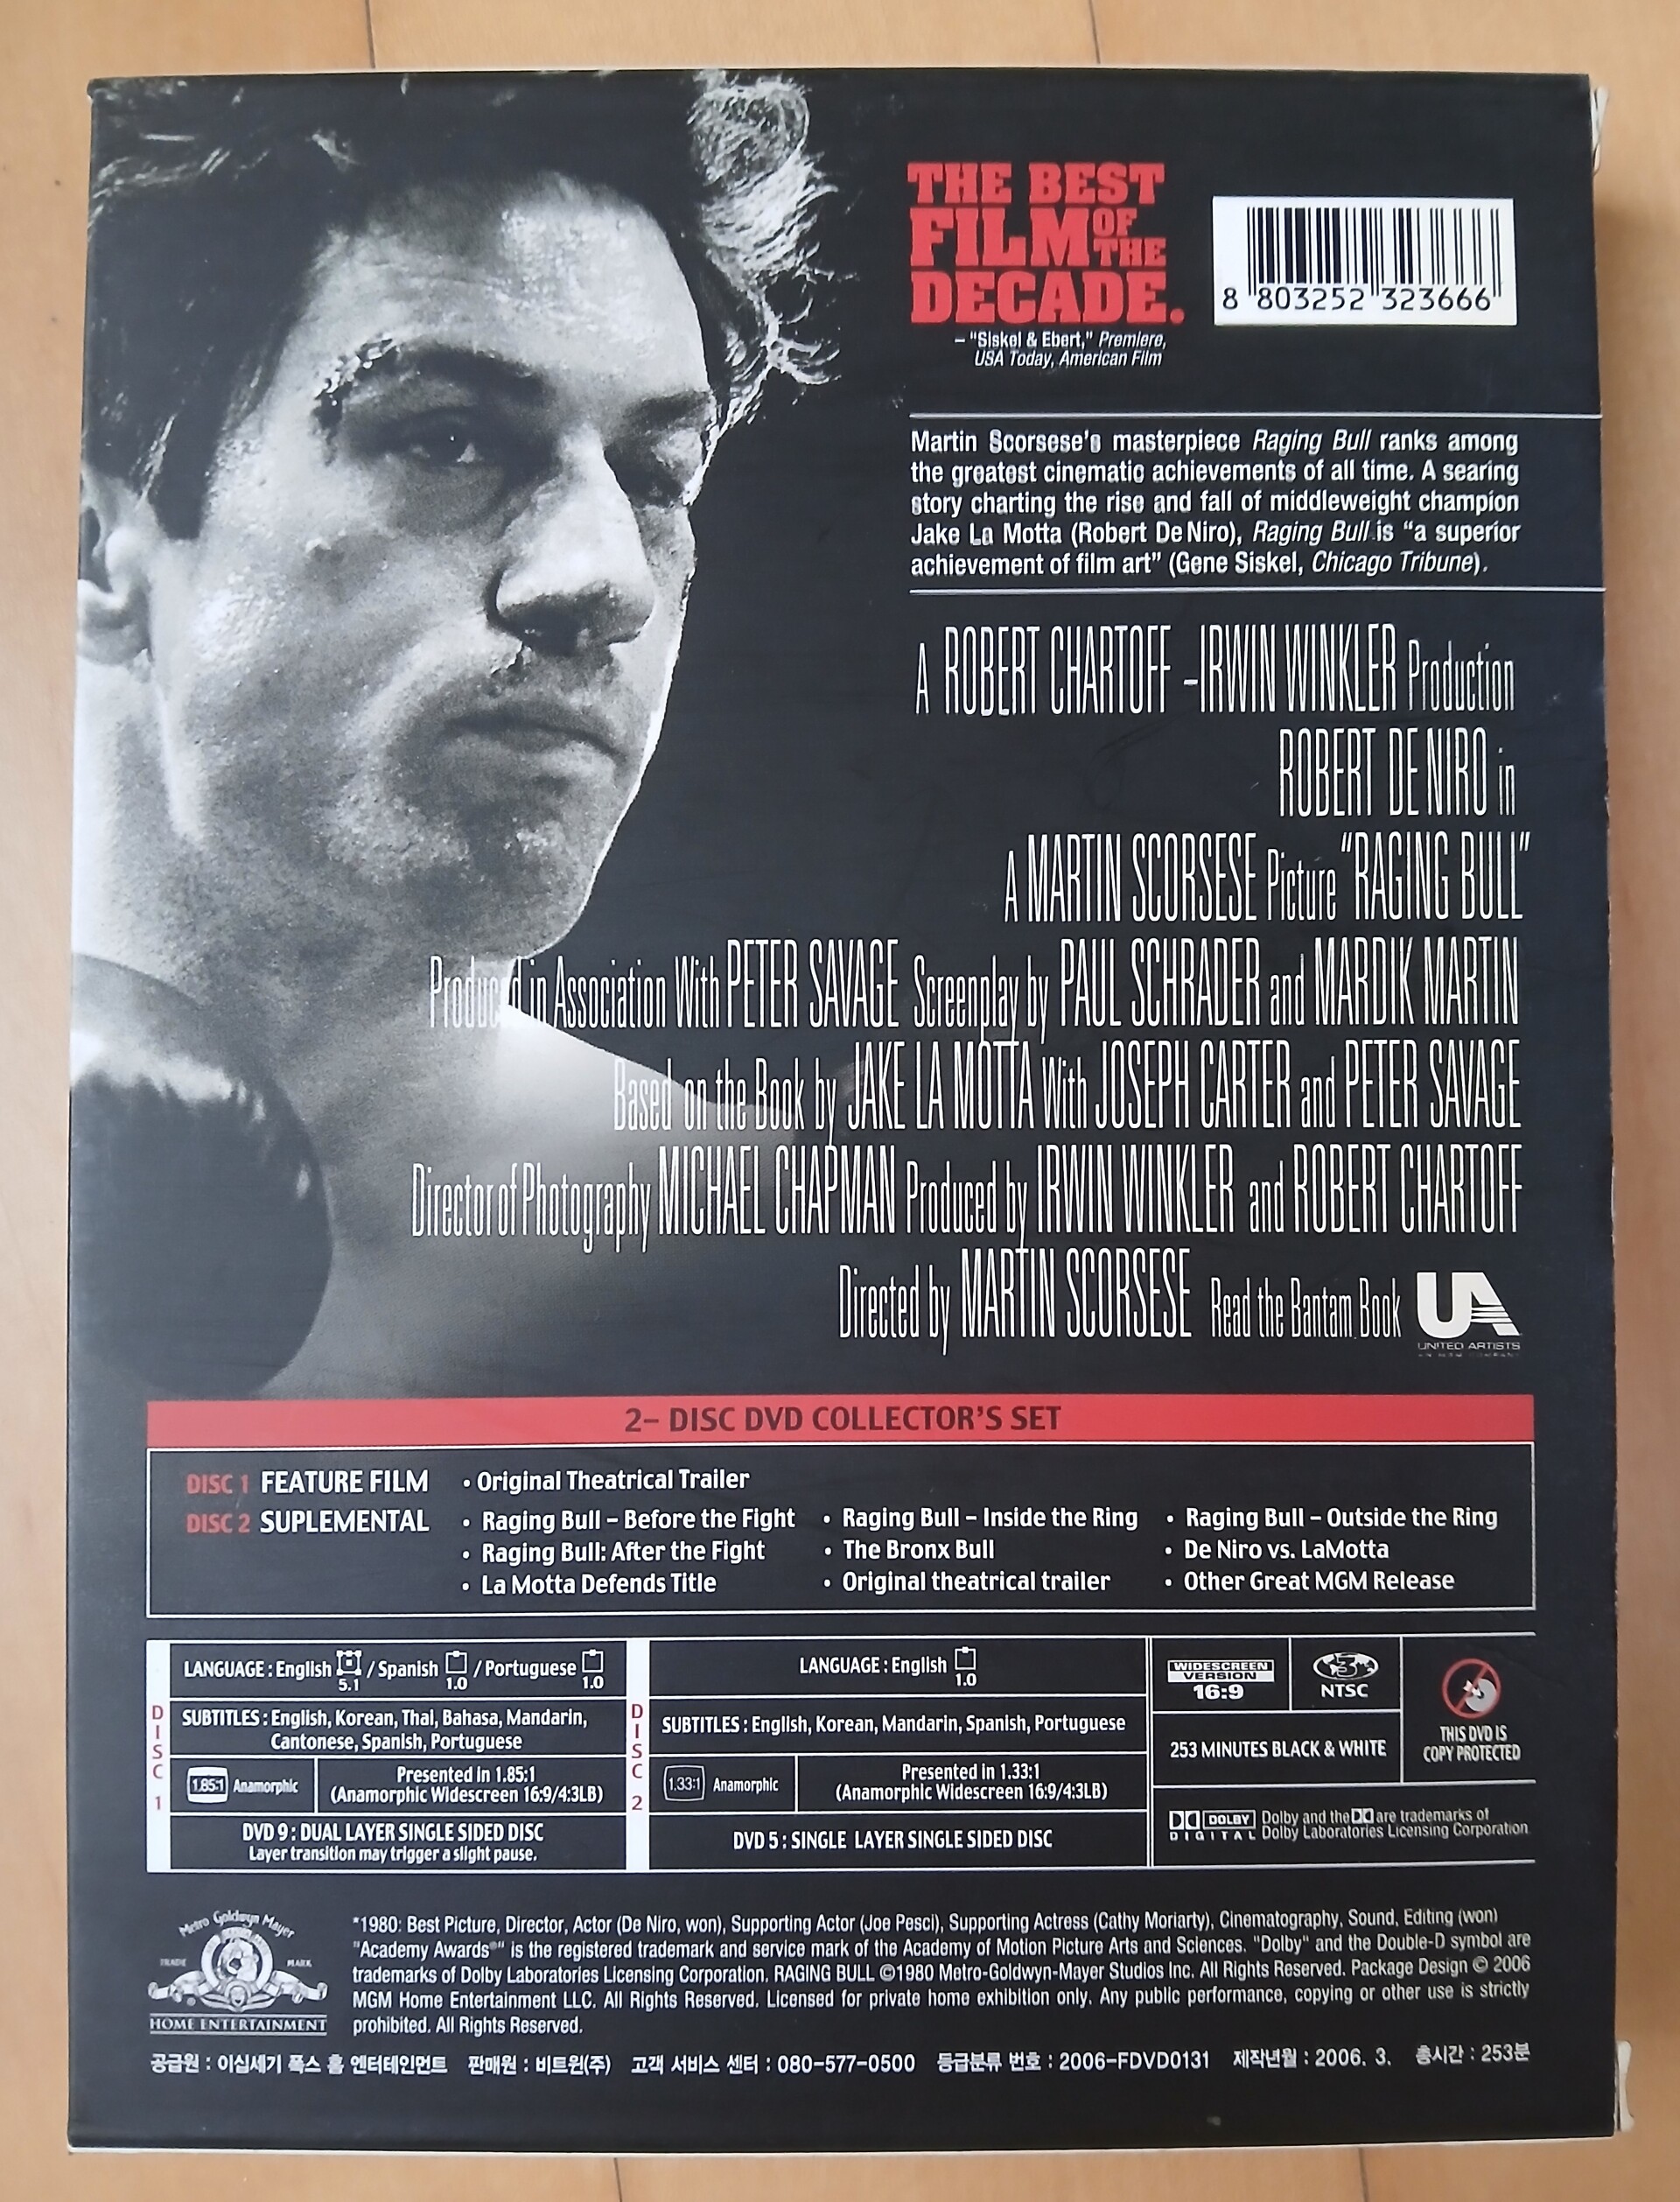 THE BEST
FILM OF THE
DECADE.
– "Siskel & Ebert," Premiere,
USA Today, American Film
8 803252 323666
Martin Scorsese's masterpiece Raging Bull ranks among
the greatest cinematic achievements of all time. A searing
story charting the rise and fall of middleweight champion
Jake La Motta (Robert De Niro), Raging Bull is "a superior
achievement of film art" (Gene Siskel, Chicago Tribune).
A ROBERT CHARTOFF –IRWIN WINKLER Production
ROBERT DE NIRO in
A MARTIN SCORSESE Picture "RAGING BULL"
Produced in Association With PETER SAVAGE Screenplay by PAUL SCHRADER and MARDIK MARTIN
Based on the Book by JAKE LA MOTTA With JOSEPH CARTER and PETER SAVAGE
Director of Photography MICHAEL CHAPMAN Produced by IRWIN WINKLER and ROBERT CHARTOFF
Directed by MARTIN SCORSESE Read the Bantam Book UA
UNITED ARTISTS
2– DISC DVD COLLECTOR'S SET
DISC 1 FEATURE FILM • Original Theatrical Trailer
DISC 2 SUPLEMENTAL • Raging Bull – Before the Fight • Raging Bull – Inside the Ring • Raging Bull – Outside the Ring
• Raging Bull: After the Fight • The Bronx Bull • De Niro vs. LaMotta
• La Motta Defends Title • Original theatrical trailer • Other Great MGM Release
DISC 1
LANGUAGE : English 5.1 / Spanish 1.0 / Portuguese 1.0
SUBTITLES : English, Korean, Thai, Bahasa, Mandarin,
Cantonese, Spanish, Portuguese
1.85:1 Anamorphic
Presented in 1.85:1
(Anamorphic Widescreen 16:9/4:3LB)
DVD 9 : DUAL LAYER SINGLE SIDED DISC
Layer transition may trigger a slight pause.
DISC 2
LANGUAGE : English 1.0
SUBTITLES : English, Korean, Mandarin, Spanish, Portuguese
1.33:1 Anamorphic
Presented in 1.33:1
(Anamorphic Widescreen 16:9/4:3LB)
DVD 5 : SINGLE LAYER SINGLE SIDED DISC
WIDESCREEN
VERSION
16:9
3
NTSC
THIS DVD IS
COPY PROTECTED
253 MINUTES BLACK & WHITE
DOLBY
DIGITAL
Dolby and the DD are trademarks of
Dolby Laboratories Licensing Corporation
Metro Goldwyn Mayer
TRADE MARK
HOME ENTERTAINMENT
*1980: Best Picture, Director, Actor (De Niro, won), Supporting Actor (Joe Pesci), Supporting Actress (Cathy Moriarty), Cinematography, Sound, Editing (won)
"Academy Awards®" is the registered trademark and service mark of the Academy of Motion Picture Arts and Sciences. "Dolby" and the Double-D symbol are
trademarks of Dolby Laboratories Licensing Corporation. RAGING BULL ©1980 Metro-Goldwyn-Mayer Studios Inc. All Rights Reserved. Package Design © 2006
MGM Home Entertainment LLC. All Rights Reserved. Licensed for private home exhibition only. Any public performance, copying or other use is strictly
prohibited. All Rights Reserved.
공급원 : 이십세기 폭스 홈 엔터테인먼트 판매원 : 비트윈(주) 고객 서비스 센터 : 080-577-0500 등급분류 번호 : 2006-FDVD0131 제작년월 : 2006. 3. 총시간 : 253분